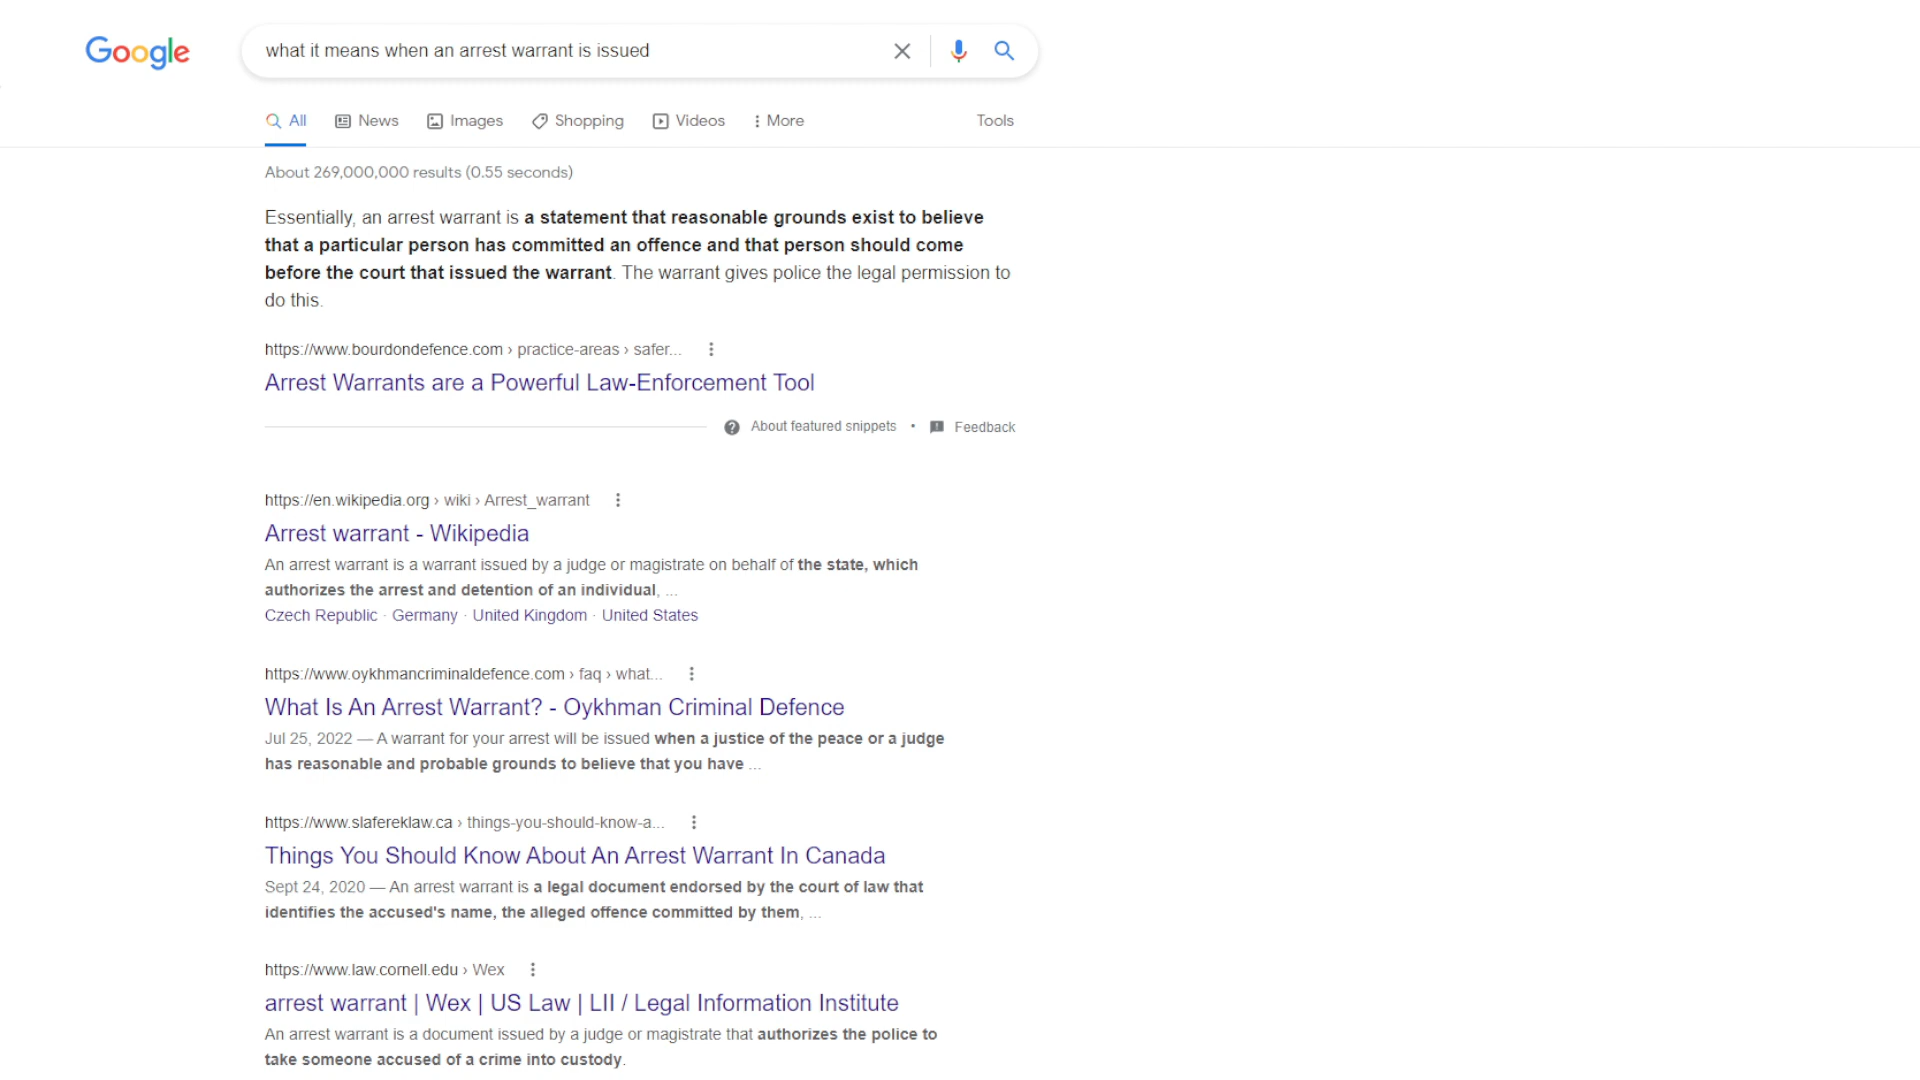 Google
what it means when an arrest warrant is issued
All News Images Shopping Videos More Tools
About 269,000,000 results (0.55 seconds)
Essentially, an arrest warrant is a statement that reasonable grounds exist to believe
that a particular person has committed an offence and that person should come
before the court that issued the warrant. The warrant gives police the legal permission to
do this.
https://www.bourdondefence.com › practice-areas › safer...
Arrest Warrants are a Powerful Law-Enforcement Tool
About featured snippets • Feedback
https://en.wikipedia.org › wiki › Arrest_warrant
Arrest warrant - Wikipedia
An arrest warrant is a warrant issued by a judge or magistrate on behalf of the state, which
authorizes the arrest and detention of an individual, ...
Czech Republic · Germany · United Kingdom · United States
https://www.oykhmancriminaldefence.com › faq › what...
What Is An Arrest Warrant? - Oykhman Criminal Defence
Jul 25, 2022 — A warrant for your arrest will be issued when a justice of the peace or a judge
has reasonable and probable grounds to believe that you have ...
https://www.slafereklaw.ca › things-you-should-know-a...
Things You Should Know About An Arrest Warrant In Canada
Sept 24, 2020 — An arrest warrant is a legal document endorsed by the court of law that
identifies the accused's name, the alleged offence committed by them, ...
https://www.law.cornell.edu › Wex
arrest warrant | Wex | US Law | LII / Legal Information Institute
An arrest warrant is a document issued by a judge or magistrate that authorizes the police to
take someone accused of a crime into custody.